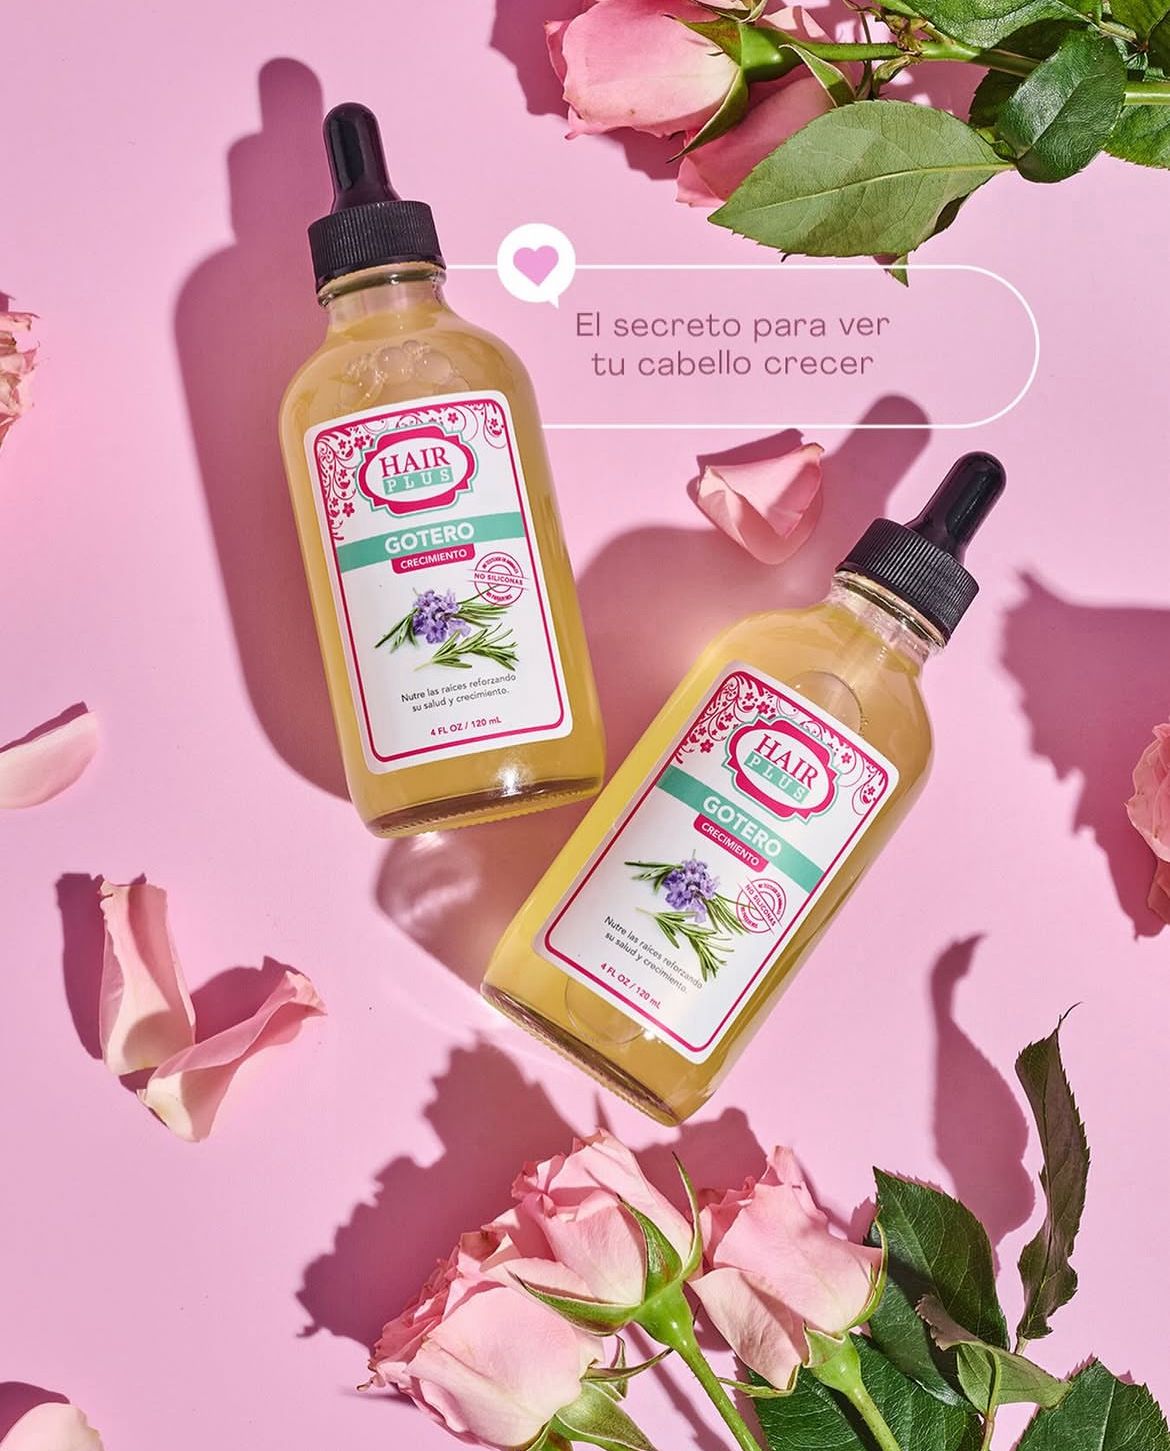 El secreto para ver
tu cabello crecer
HAIR
PLUS
GOTERO
CRECIMIENTO
NO SILICONAS
Nutre las raíces reforzando
su salud y crecimiento.
4 FL OZ / 120 mL
HAIR
PLUS
GOTERO
CRECIMIENTO
NO SILICONAS
Nutre las raíces reforzando
su salud y crecimiento.
4 FL OZ / 120 mL